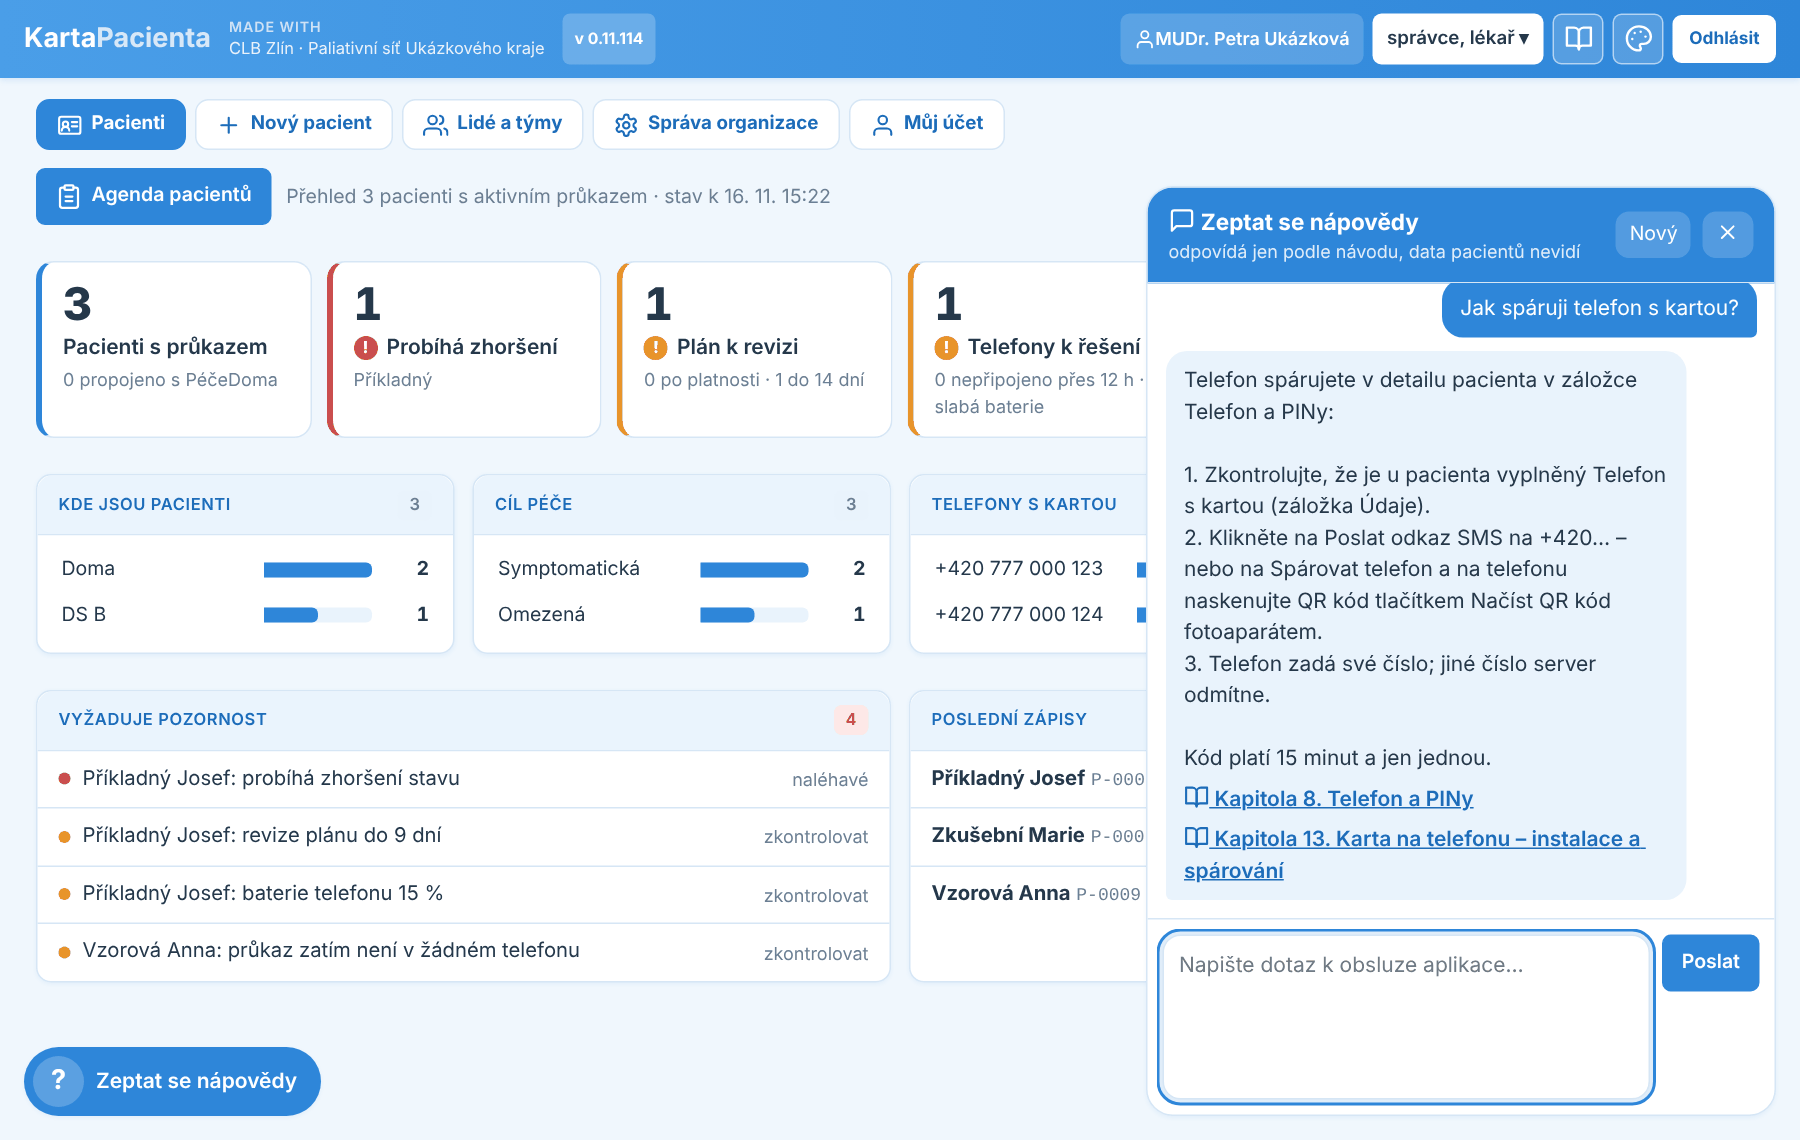 KartaPacienta
MADE WITH
CLB Zlín · Paliativní síť Ukázkového kraje
v 0.11.114
MUDr. Petra Ukázková
správce, lékař ▾
Odhlásit
Pacienti
Nový pacient
Lidé a týmy
Správa organizace
Můj účet
Agenda pacientů
Přehled 3 pacienti s aktivním průkazem · stav k 16. 11. 15:22
3
Pacienti s průkazem
0 propojeno s PéčeDoma
1
! Probíhá zhoršení
Příkladný
1
! Plán k revizi
0 po platnosti · 1 do 14 dní
1
! Telefony k řešení
0 nepřipojeno přes 12 h ·
slabá baterie
KDE JSOU PACIENTI 3
Doma 2
DS B 1
CÍL PÉČE 3
Symptomatická 2
Omezená 1
TELEFONY S KARTOU
+420 777 000 123
+420 777 000 124
VYŽADUJE POZORNOST 4
Příkladný Josef: probíhá zhoršení stavu naléhavé
Příkladný Josef: revize plánu do 9 dní zkontrolovat
Příkladný Josef: baterie telefonu 15 % zkontrolovat
Vzorová Anna: průkaz zatím není v žádném telefonu zkontrolovat
POSLEDNÍ ZÁPISY
Příkladný Josef P-000
Zkušební Marie P-000
Vzorová Anna P-0009
Zeptat se nápovědy
odpovídá jen podle návodu, data pacientů nevidí
Nový
Jak spáruji telefon s kartou?
Telefon spárujete v detailu pacienta v záložce
Telefon a PINy:
1. Zkontrolujte, že je u pacienta vyplněný Telefon
s kartou (záložka Údaje).
2. Klikněte na Poslat odkaz SMS na +420… –
nebo na Spárovat telefon a na telefonu
naskenujte QR kód tlačítkem Načíst QR kód
fotoaparátem.
3. Telefon zadá své číslo; jiné číslo server
odmítne.
Kód platí 15 minut a jen jednou.
Kapitola 8. Telefon a PINy
Kapitola 13. Karta na telefonu – instalace a
spárování
Napište dotaz k obsluze aplikace…
Poslat
? Zeptat se nápovědy